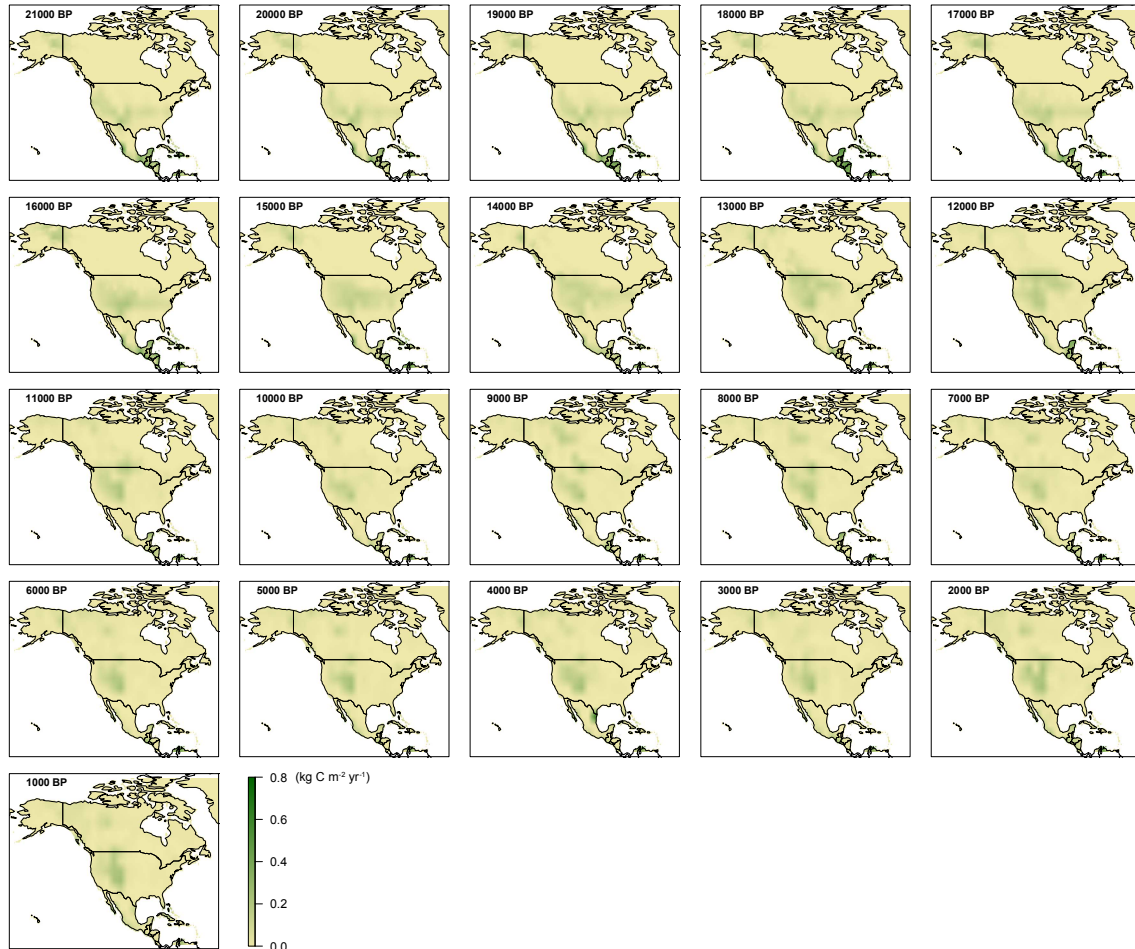 21000 BP 20000 BP 19000 BP 18000 BP 17000 BP
16000 BP 15000 BP 14000 BP 13000 BP 12000 BP
11000 BP 10000 BP 9000 BP 8000 BP 7000 BP
6000 BP 5000 BP 4000 BP 3000 BP 2000 BP
1000 BP
0.8 (kg C m⁻² yr⁻¹)
0.6
0.4
0.2
0.0